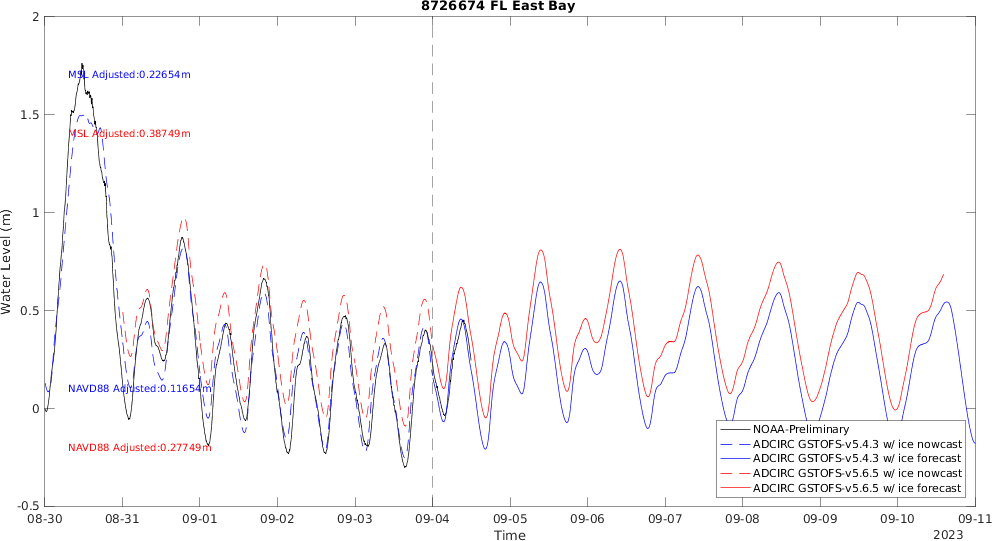 8726674 FL East Bay
2
MSL Adjusted:0.22654m
1.5
MSL Adjusted:0.38749m
1
Water Level (m)
0.5
NAVD88 Adjusted:0.11654m
0
NAVD88 Adjusted:0.27749m
NOAA-Preliminary
ADCIRC GSTOFS-v5.4.3 w/ ice nowcast
ADCIRC GSTOFS-v5.4.3 w/ ice forecast
ADCIRC GSTOFS-v5.6.5 w/ ice nowcast
ADCIRC GSTOFS-v5.6.5 w/ ice forecast
-0.5
08-30 08-31 09-01 09-02 09-03 09-04 09-05 09-06 09-07 09-08 09-09 09-10 09-11
Time
2023